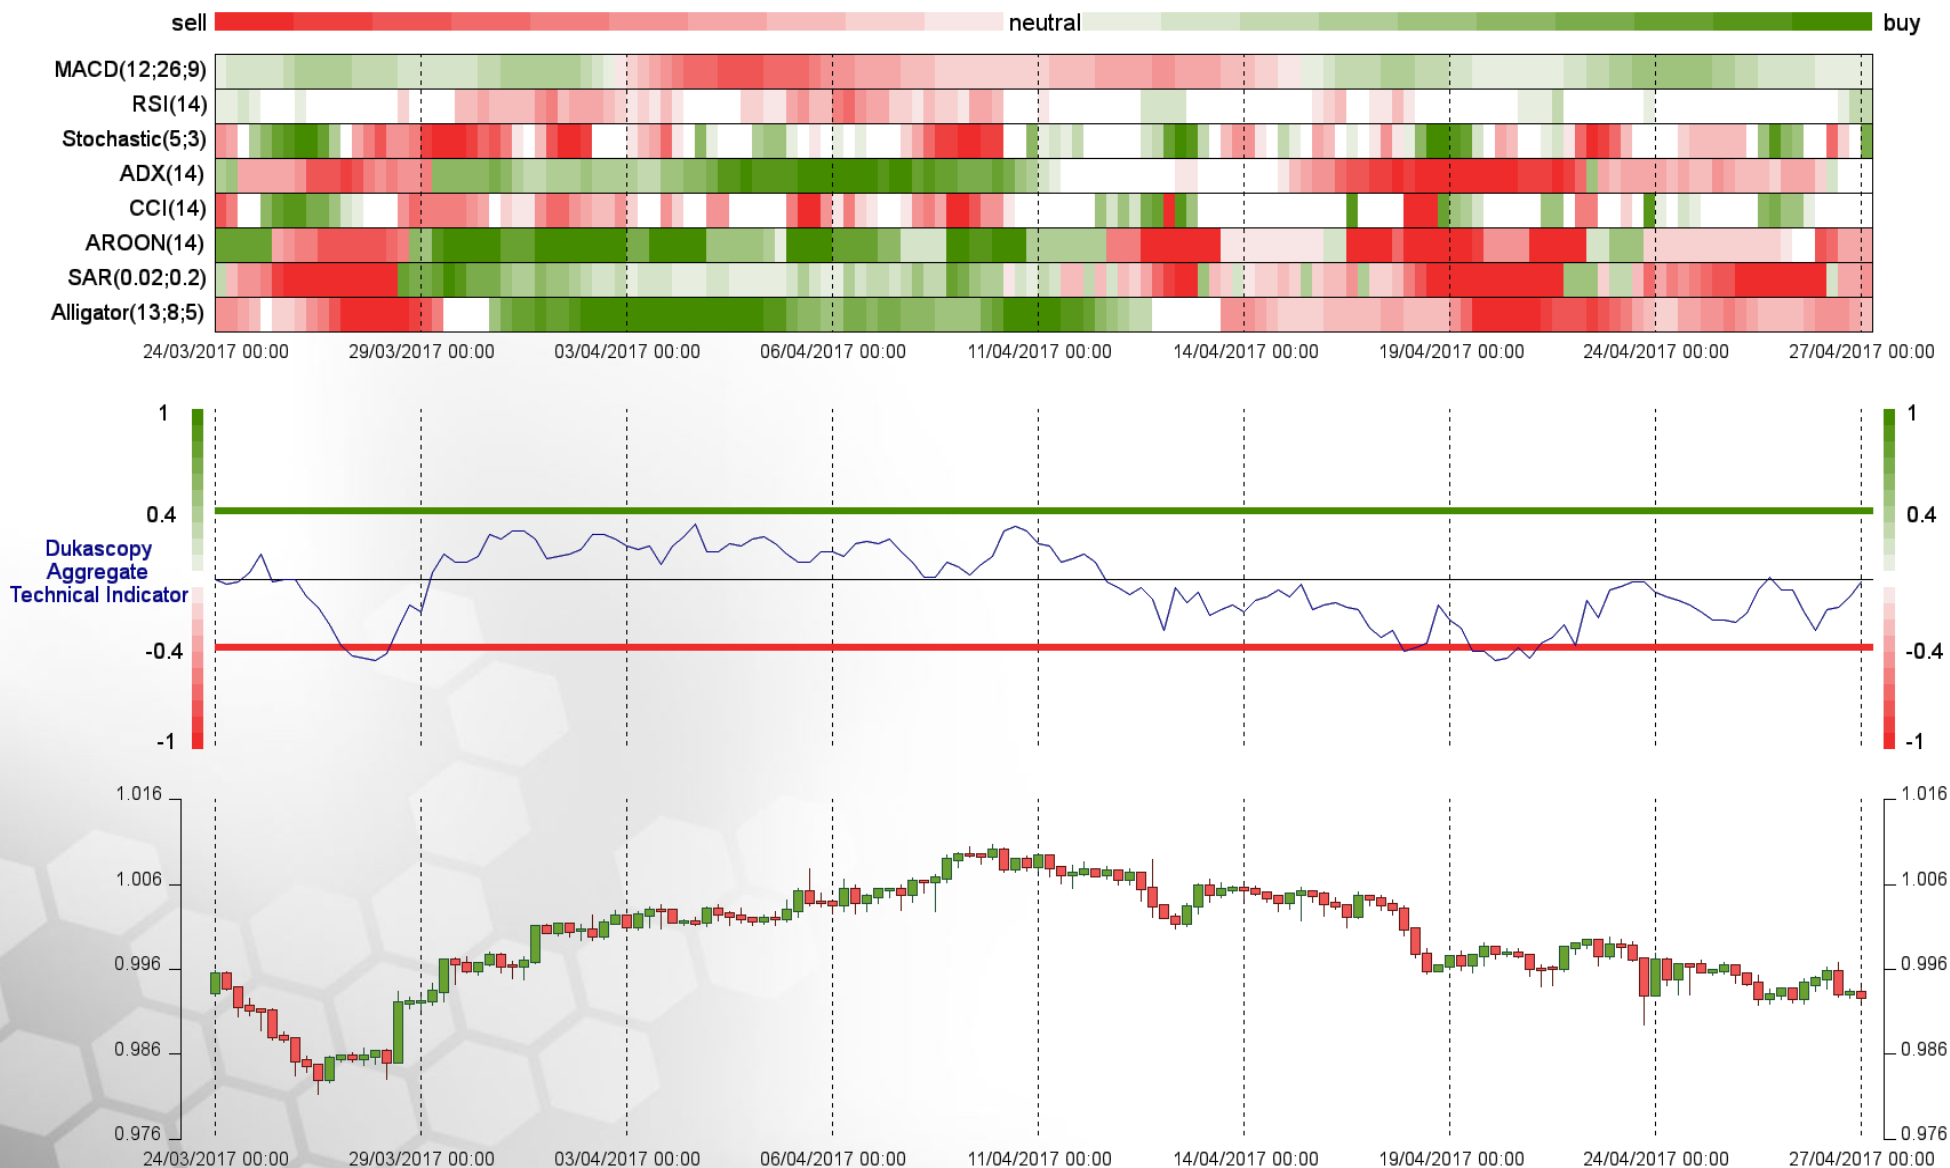 sell neutral buy
MACD(12;26;9)
RSI(14)
Stochastic(5;3)
ADX(14)
CCI(14)
AROON(14)
SAR(0.02;0.2)
Alligator(13;8;5)
24/03/2017 00:00 29/03/2017 00:00 03/04/2017 00:00 06/04/2017 00:00 11/04/2017 00:00 14/04/2017 00:00 19/04/2017 00:00 24/04/2017 00:00 27/04/2017 00:00
1 1
0.4 0.4
Dukascopy
Aggregate
Technical Indicator
-0.4 -0.4
-1 -1
1.016 1.016
1.006 1.006
0.996 0.996
0.986 0.986
0.976 0.976
24/03/2017 00:00 29/03/2017 00:00 03/04/2017 00:00 06/04/2017 00:00 11/04/2017 00:00 14/04/2017 00:00 19/04/2017 00:00 24/04/2017 00:00 27/04/2017 00:00